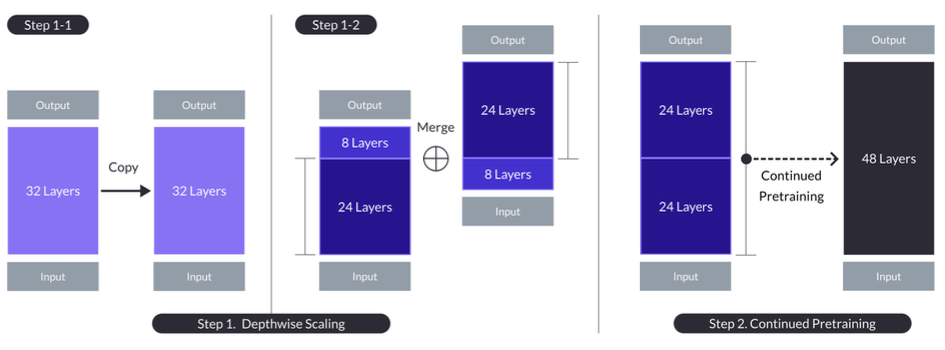 Step 1-1
Output
Output
32 Layers
Copy
32 Layers
Input
Input
Step 1-2
Output
Output
24 Layers
8 Layers
Merge
24 Layers
8 Layers
Input
Input
Step 1. Depthwise Scaling
Output
Output
24 Layers
24 Layers
48 Layers
Continued
Pretraining
Input
Input
Step 2. Continued Pretraining